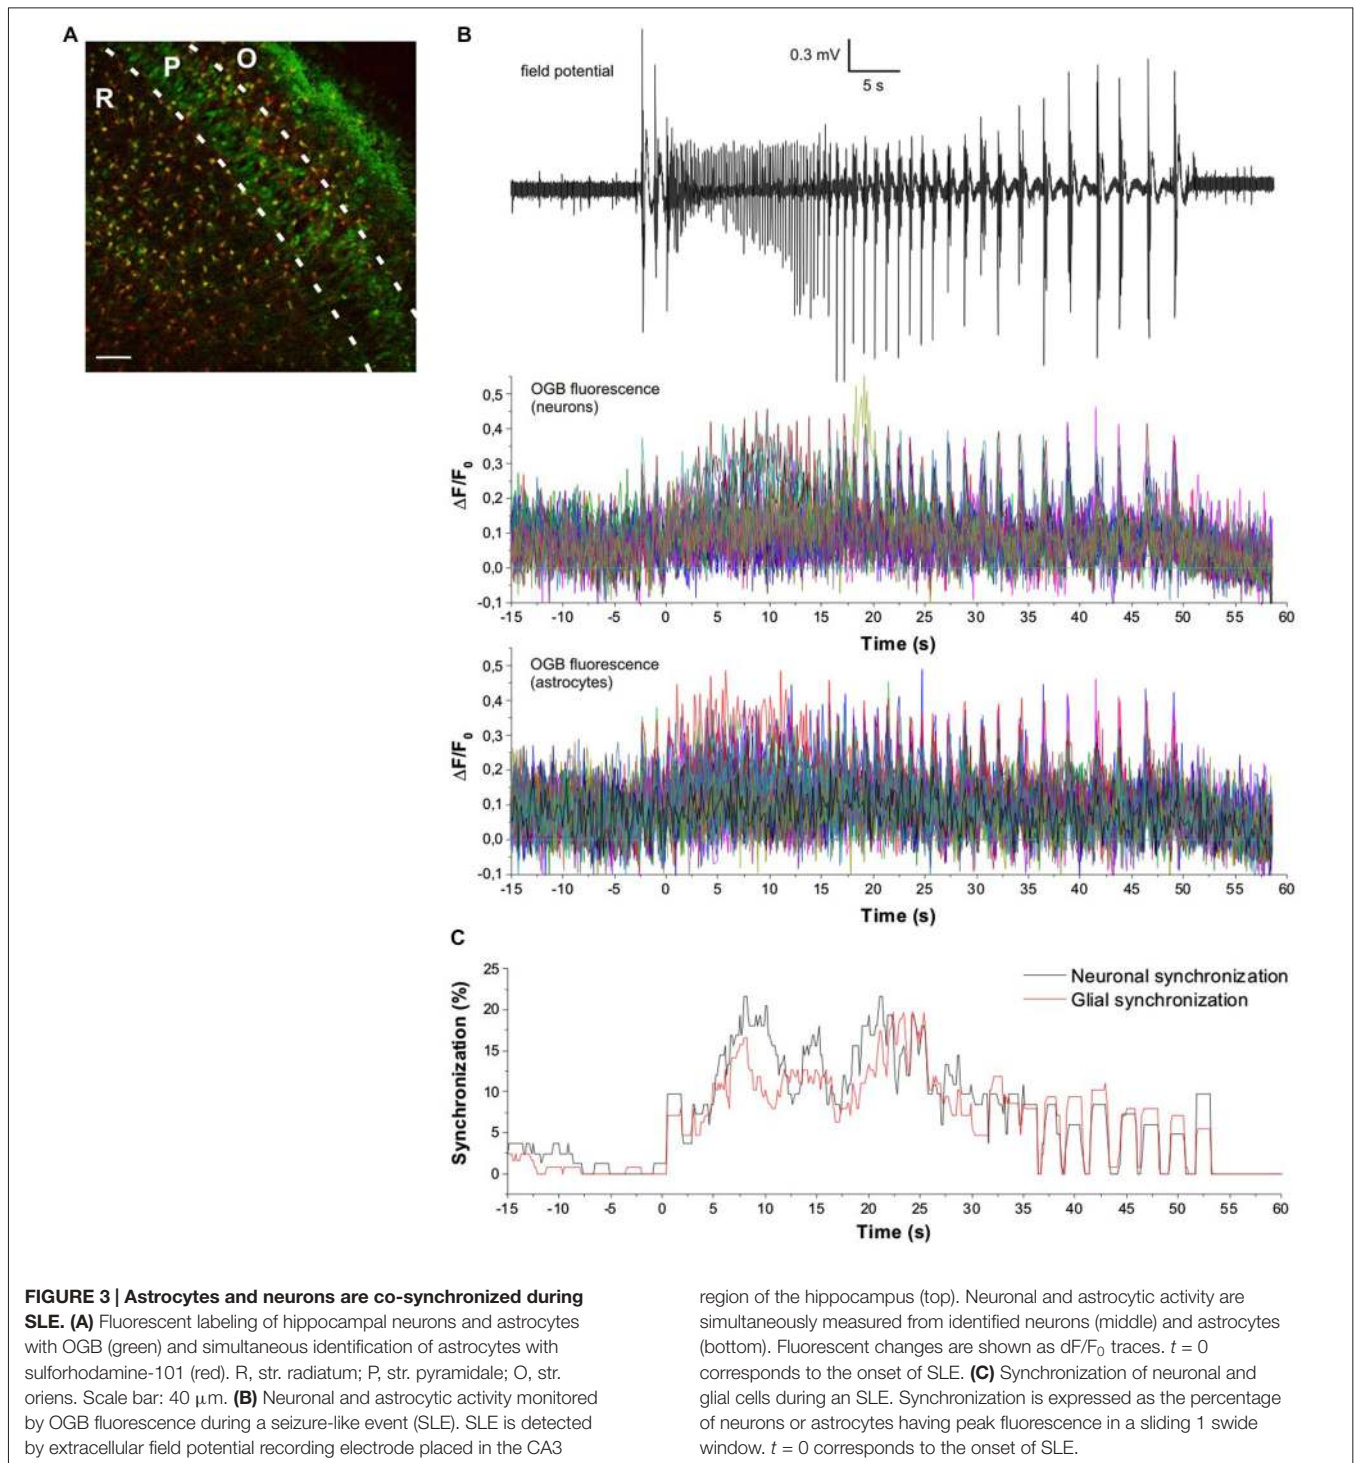 A
R
P
O
B
field potential
0.3 mV
5 s
OGB fluorescence
(neurons)
ΔF/F₀
0,5
0,4
0,3
0,2
0,1
0,0
-0,1
-15 -10 -5 0 5 10 15 20 25 30 35 40 45 50 55 60
Time (s)
OGB fluorescence
(astrocytes)
ΔF/F₀
0,5
0,4
0,3
0,2
0,1
0,0
-0,1
-15 -10 -5 0 5 10 15 20 25 30 35 40 45 50 55 60
Time (s)
C
Synchronization (%)
25
20
15
10
5
0
Neuronal synchronization
Glial synchronization
-15 -10 -5 0 5 10 15 20 25 30 35 40 45 50 55 60
Time (s)
FIGURE 3 | Astrocytes and neurons are co-synchronized during
SLE. (A) Fluorescent labeling of hippocampal neurons and astrocytes
with OGB (green) and simultaneous identification of astrocytes with
sulforhodamine-101 (red). R, str. radiatum; P, str. pyramidale; O, str.
oriens. Scale bar: 40 μm. (B) Neuronal and astrocytic activity monitored
by OGB fluorescence during a seizure-like event (SLE). SLE is detected
by extracellular field potential recording electrode placed in the CA3
region of the hippocampus (top). Neuronal and astrocytic activity are
simultaneously measured from identified neurons (middle) and astrocytes
(bottom). Fluorescent changes are shown as dF/F₀ traces. t = 0
corresponds to the onset of SLE. (C) Synchronization of neuronal and
glial cells during an SLE. Synchronization is expressed as the percentage
of neurons or astrocytes having peak fluorescence in a sliding 1 swide
window. t = 0 corresponds to the onset of SLE.